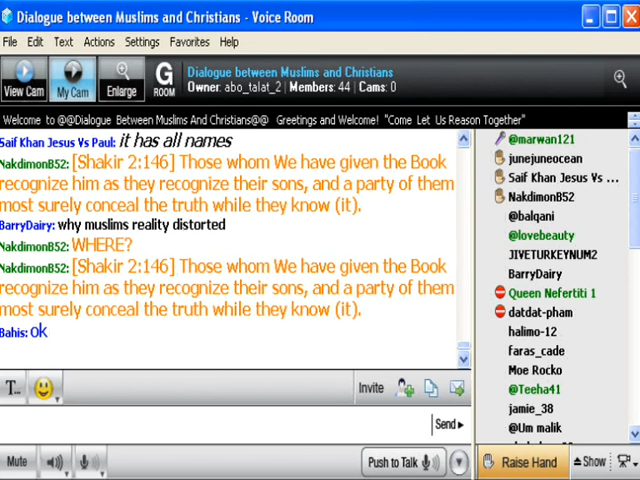 Dialogue between Muslims and Christians - Voice Room
File Edit Text Actions Settings Favorites Help
View Cam My Cam Enlarge G ROOM
Dialogue between Muslims and Christians
Owner: abo_talat_2 | Members: 44 | Cams: 0
Welcome to @@Dialogue Between Muslims And Christians@@ Greetings and Welcome! "Come Let Us Reason Together"
Saif Khan Jesus Vs Paul: it has all names
NakdimonB52: [Shakir 2:146] Those whom We have given the Book
recognize him as they recognize their sons, and a party of them
most surely conceal the truth while they know (it).
BarryDairy: why muslims reality distorted
NakdimonB52: WHERE?
NakdimonB52: [Shakir 2:146] Those whom We have given the Book
recognize him as they recognize their sons, and a party of them
most surely conceal the truth while they know (it).
Bahis: ok
@marwan121
junejuneocean
Saif Khan Jesus Vs ...
NakdimonB52
@balqani
@lovebeauty
JIVETURKEYNUM2
BarryDairy
Queen Nefertiti 1
datdat-pham
halimo-12
faras_cade
Moe Rocko
@Teeha41
jamie_38
@Um malik
T... Invite
Send
Mute Push to Talk Raise Hand Show